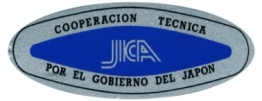 COOPERACION TECNICA
JICA
POR EL GOBIERNO DEL JAPON